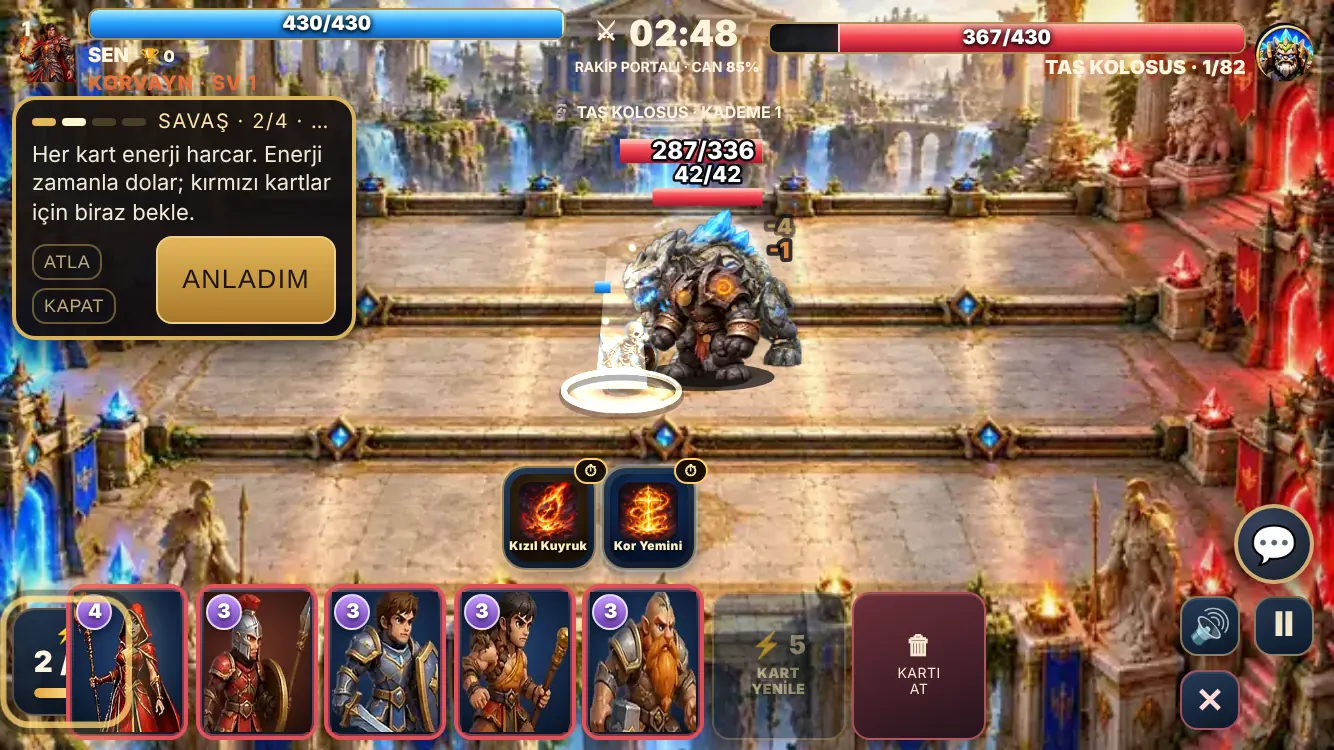 1
430/430
SEN 🏆 0
KORVAYN · SV 1
⚔ 02:48
RAKİP PORTALI · CAN 85%
367/430
TAŞ KOLOSUS · 1/82
TAŞ KOLOSUS · KADEME 1
287/336
42/42
-4
-1
SAVAŞ · 2/4 · ...
Her kart enerji harcar. Enerji
zamanla dolar; kırmızı kartlar
için biraz bekle.
ATLA
KAPAT
ANLADIM
Kızıl Kuyruk
Kor Yemini
2 /
4
3
3
3
3
⚡ 5
KART
YENİLE
KARTI
AT